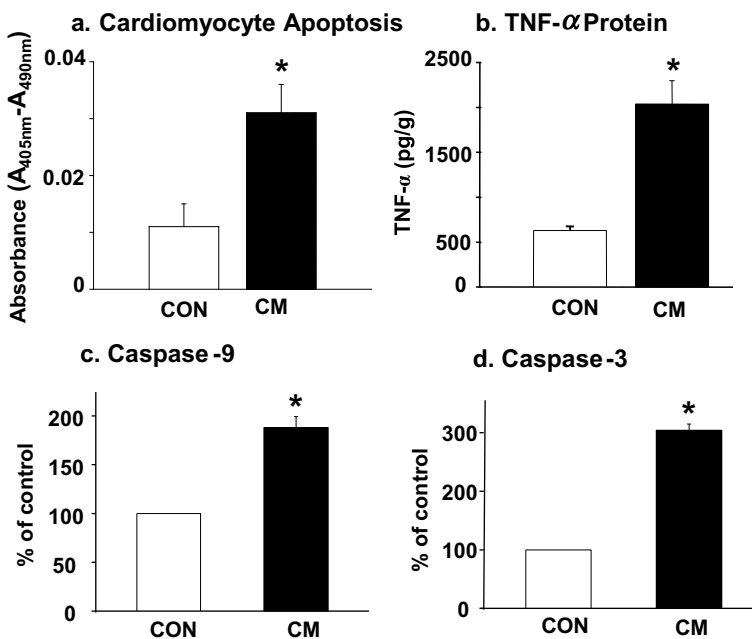 a. Cardiomyocyte Apoptosis
Absorbance (A405nm-A490nm)
0.04
0.02
0
*
CON
CM
b. TNF-α Protein
TNF-α (pg/g)
2500
1500
500
0
*
CON
CM
c. Caspase -9
% of control
200
150
100
50
0
*
CON
CM
d. Caspase -3
% of control
300
200
100
0
*
CON
CM